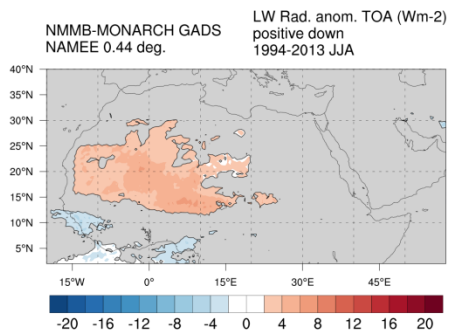 NMMB-MONARCH GADS
NAMEE 0.44 deg.
LW Rad. anom. TOA (Wm-2)
positive down
1994-2013 JJA
40°N
35°N
30°N
25°N
20°N
15°N
10°N
5°N
15°W 0° 15°E 30°E 45°E
-20 -16 -12 -8 -4 0 4 8 12 16 20